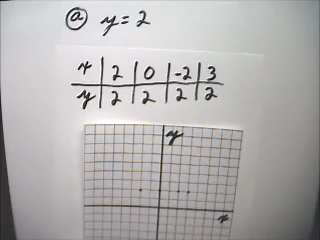 ⓐ y = 2
x | 2 | 0 | -2 | 3
y | 2 | 2 | 2 | 2
y
x